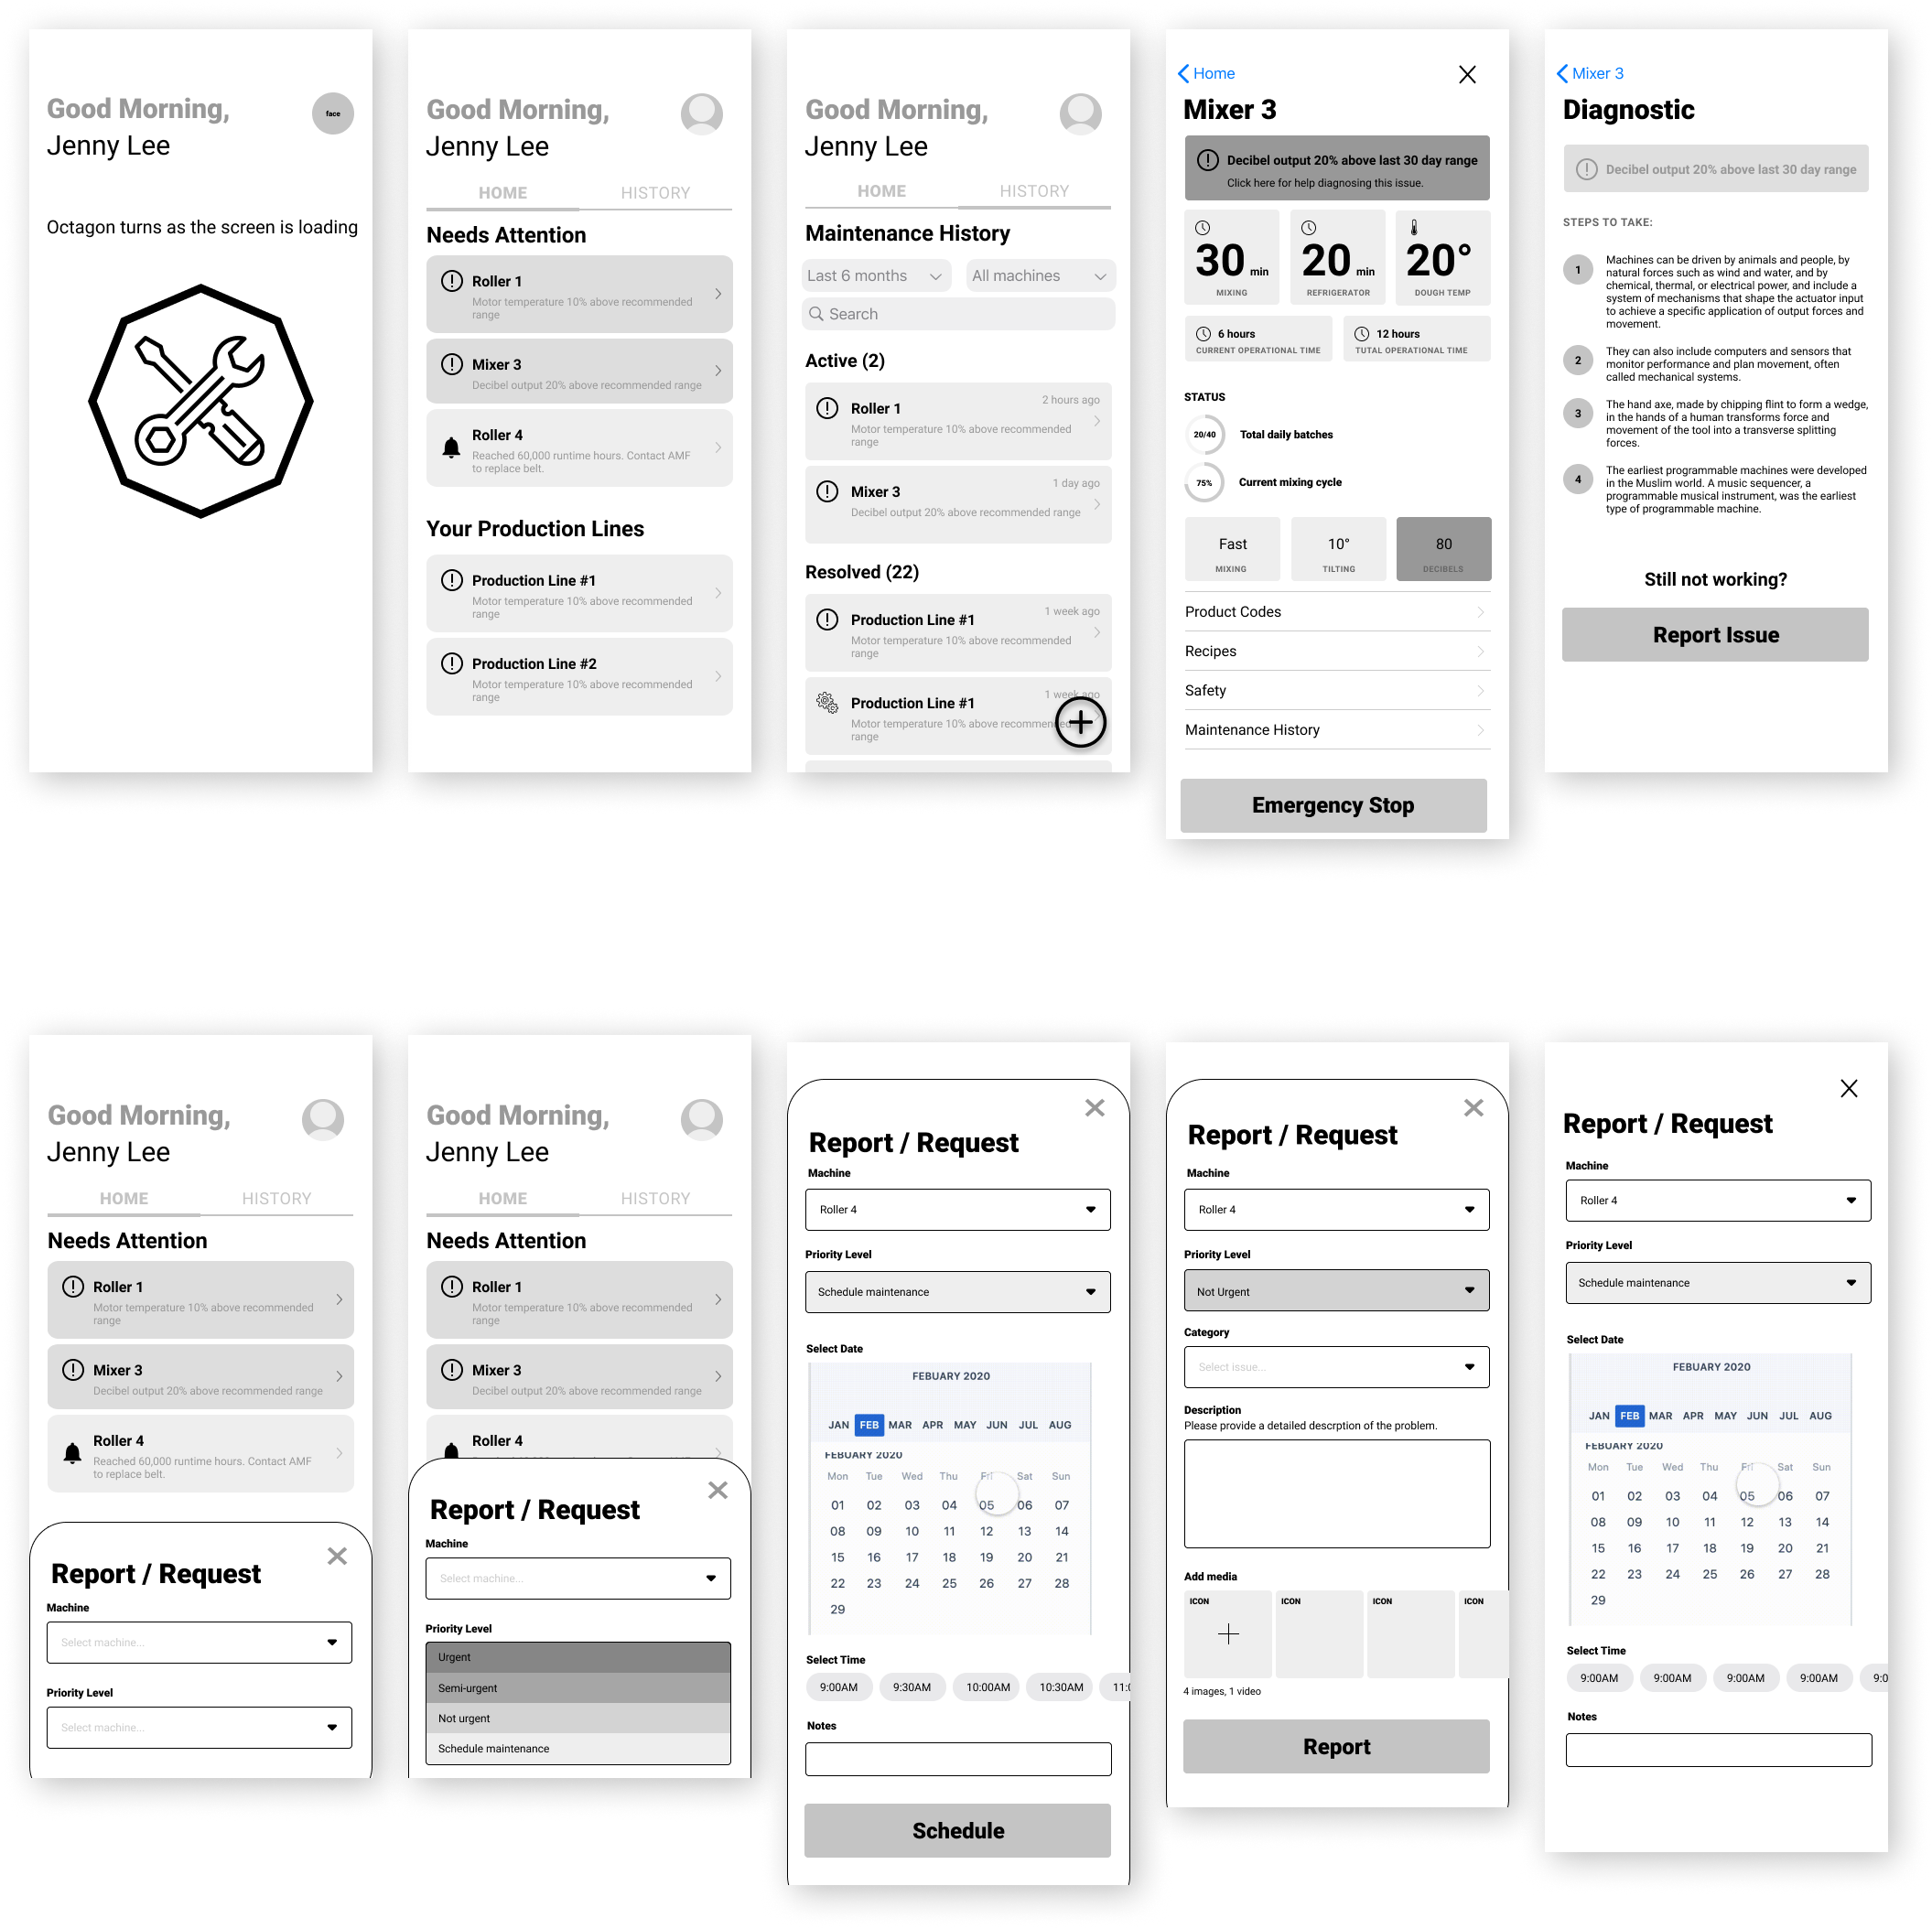 Good Morning,
Jenny Lee
face
Octagon turns as the screen is loading
Good Morning,
Jenny Lee
HOME HISTORY
Needs Attention
Roller 1
Motor temperature 10% above recommended
range
Mixer 3
Decibel output 20% above recommended range
Roller 4
Reached 60,000 runtime hours. Contact AMF
to replace belt.
Your Production Lines
Production Line #1
Motor temperature 10% above recommended
range
Production Line #2
Motor temperature 10% above recommended
range
Good Morning,
Jenny Lee
HOME HISTORY
Maintenance History
Last 6 months All machines
Search
Active (2)
Roller 1 2 hours ago
Motor temperature 10% above recommended
range
Mixer 3 1 day ago
Decibel output 20% above recommended range
Resolved (22)
Production Line #1 1 week ago
Motor temperature 10% above recommended
range
Production Line #1 1 week ago
Motor temperature 10% above recommended
range
Home
Mixer 3
Decibel output 20% above last 30 day range
Click here for help diagnosing this issue.
30 min 20 min 20°
MIXING REFRIGERATOR DOUGH TEMP
6 hours 12 hours
CURRENT OPERATIONAL TIME TUTAL OPERATIONAL TIME
STATUS
20/40 Total daily batches
75% Current mixing cycle
Fast 10° 80
MIXING TILTING DECIBELS
Product Codes
Recipes
Safety
Maintenance History
Emergency Stop
Mixer 3
Diagnostic
Decibel output 20% above last 30 day range
STEPS TO TAKE:
1 Machines can be driven by animals and people, by
natural forces such as wind and water, and by
chemical, thermal, or electrical power, and include a
system of mechanisms that shape the actuator input
to achieve a specific application of output forces and
movement.
2 They can also include computers and sensors that
monitor performance and plan movement, often
called mechanical systems.
3 The hand axe, made by chipping flint to form a wedge,
in the hands of a human transforms force and
movement of the tool into a transverse splitting
forces.
4 The earliest programmable machines were developed
in the Muslim world. A music sequencer, a
programmable musical instrument, was the earliest
type of programmable machine.
Still not working?
Report Issue
Good Morning,
Jenny Lee
HOME HISTORY
Needs Attention
Roller 1
Motor temperature 10% above recommended
range
Mixer 3
Decibel output 20% above recommended range
Roller 4
Reached 60,000 runtime hours. Contact AMF
to replace belt.
Report / Request
Machine
Select machine...
Priority Level
Select machine...
Good Morning,
Jenny Lee
HOME HISTORY
Needs Attention
Roller 1
Motor temperature 10% above recommended
range
Mixer 3
Decibel output 20% above recommended range
Roller 4
Report / Request
Machine
Select machine...
Priority Level
Urgent
Semi-urgent
Not urgent
Schedule maintenance
Report / Request
Machine
Roller 4
Priority Level
Schedule maintenance
Select Date
FEBUARY 2020
JAN FEB MAR APR MAY JUN JUL AUG
FEBUARY 2020
Mon Tue Wed Thu Fri Sat Sun
01 02 03 04 05 06 07
08 09 10 11 12 13 14
15 16 17 18 19 20 21
22 23 24 25 26 27 28
29
Select Time
9:00AM 9:30AM 10:00AM 10:30AM 11:0
Notes
Schedule
Report / Request
Machine
Roller 4
Priority Level
Not Urgent
Category
Select issue...
Description
Please provide a detailed descrption of the problem.
Add media
ICON ICON ICON ICON
4 images, 1 video
Report
Report / Request
Machine
Roller 4
Priority Level
Schedule maintenance
Select Date
FEBUARY 2020
JAN FEB MAR APR MAY JUN JUL AUG
FEBUARY 2020
Mon Tue Wed Thu Fri Sat Sun
01 02 03 04 05 06 07
08 09 10 11 12 13 14
15 16 17 18 19 20 21
22 23 24 25 26 27 28
29
Select Time
9:00AM 9:00AM 9:00AM 9:00AM 9:0
Notes